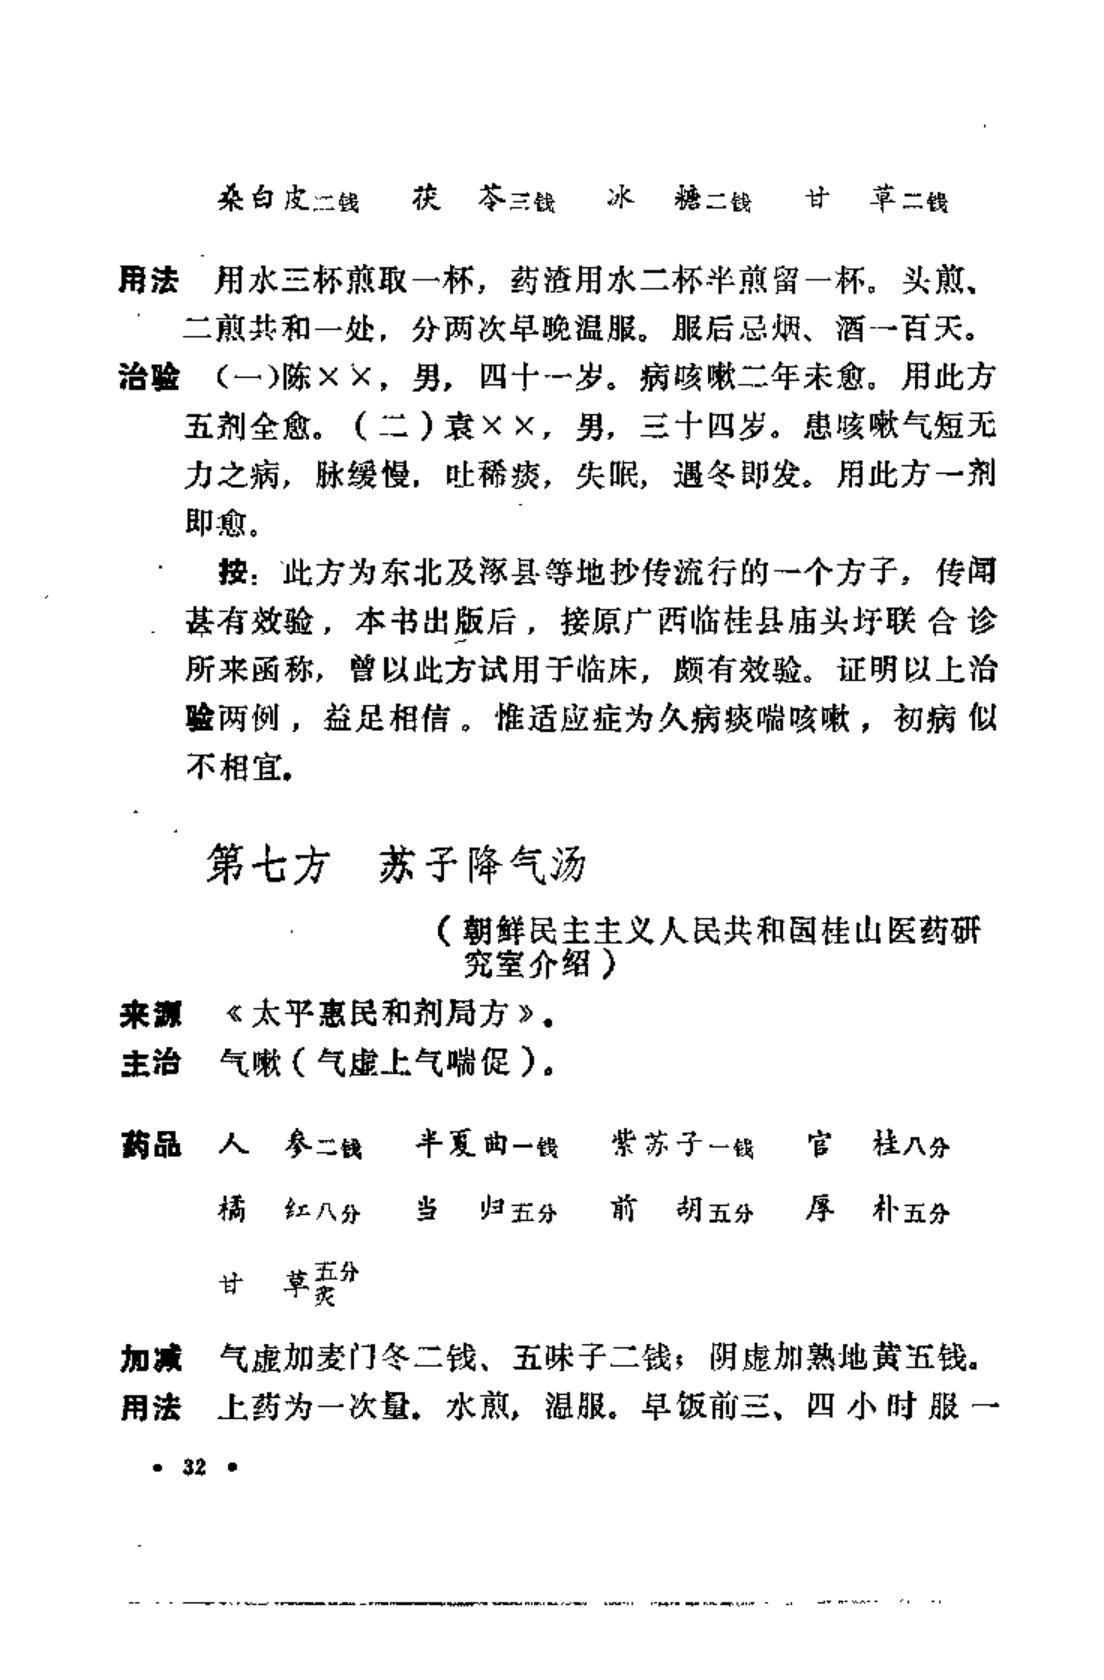 桑白皮二钱 茯苓三钱 冰糖二钱 甘草二钱
用法 用水三杯煎取一杯，药渣用水二杯半煎留一杯。头煎、
二煎共和一处，分两次早晚温服。服后忌烟、酒一百天。
治验 （一）陈××，男，四十一岁。病咳嗽二年未愈。用此方
五剂全愈。（二）袁××，男，三十四岁。患咳嗽气短无
力之病，脉缓慢，吐稀痰，失眠，遇冬即发。用此方一剂
即愈。
按：此方为东北及涿县等地抄传流行的一个方子，传闻
甚有效验，本书出版后，接原广西临桂县庙头圩联合诊
所来函称，曾以此方试用于临床，颇有效验。证明以上治
验两例，益足相信。惟适应症为久病痰喘咳嗽，初病似
不相宜。
第七方 苏子降气汤
（朝鲜民主主义人民共和国桂山医药研
究室介绍）
来源 《太平惠民和剂局方》。
主治 气嗽（气虚上气喘促）。
药品 人参二钱 半夏曲一钱 紫苏子一钱 官桂八分
橘红八分 当归五分 前胡五分 厚朴五分
甘草五分炙
加减 气虚加麦门冬二钱、五味子二钱；阴虚加熟地黄五钱。
用法 上药为一次量。水煎，温服。早饭前三、四小时服一
• 32 •